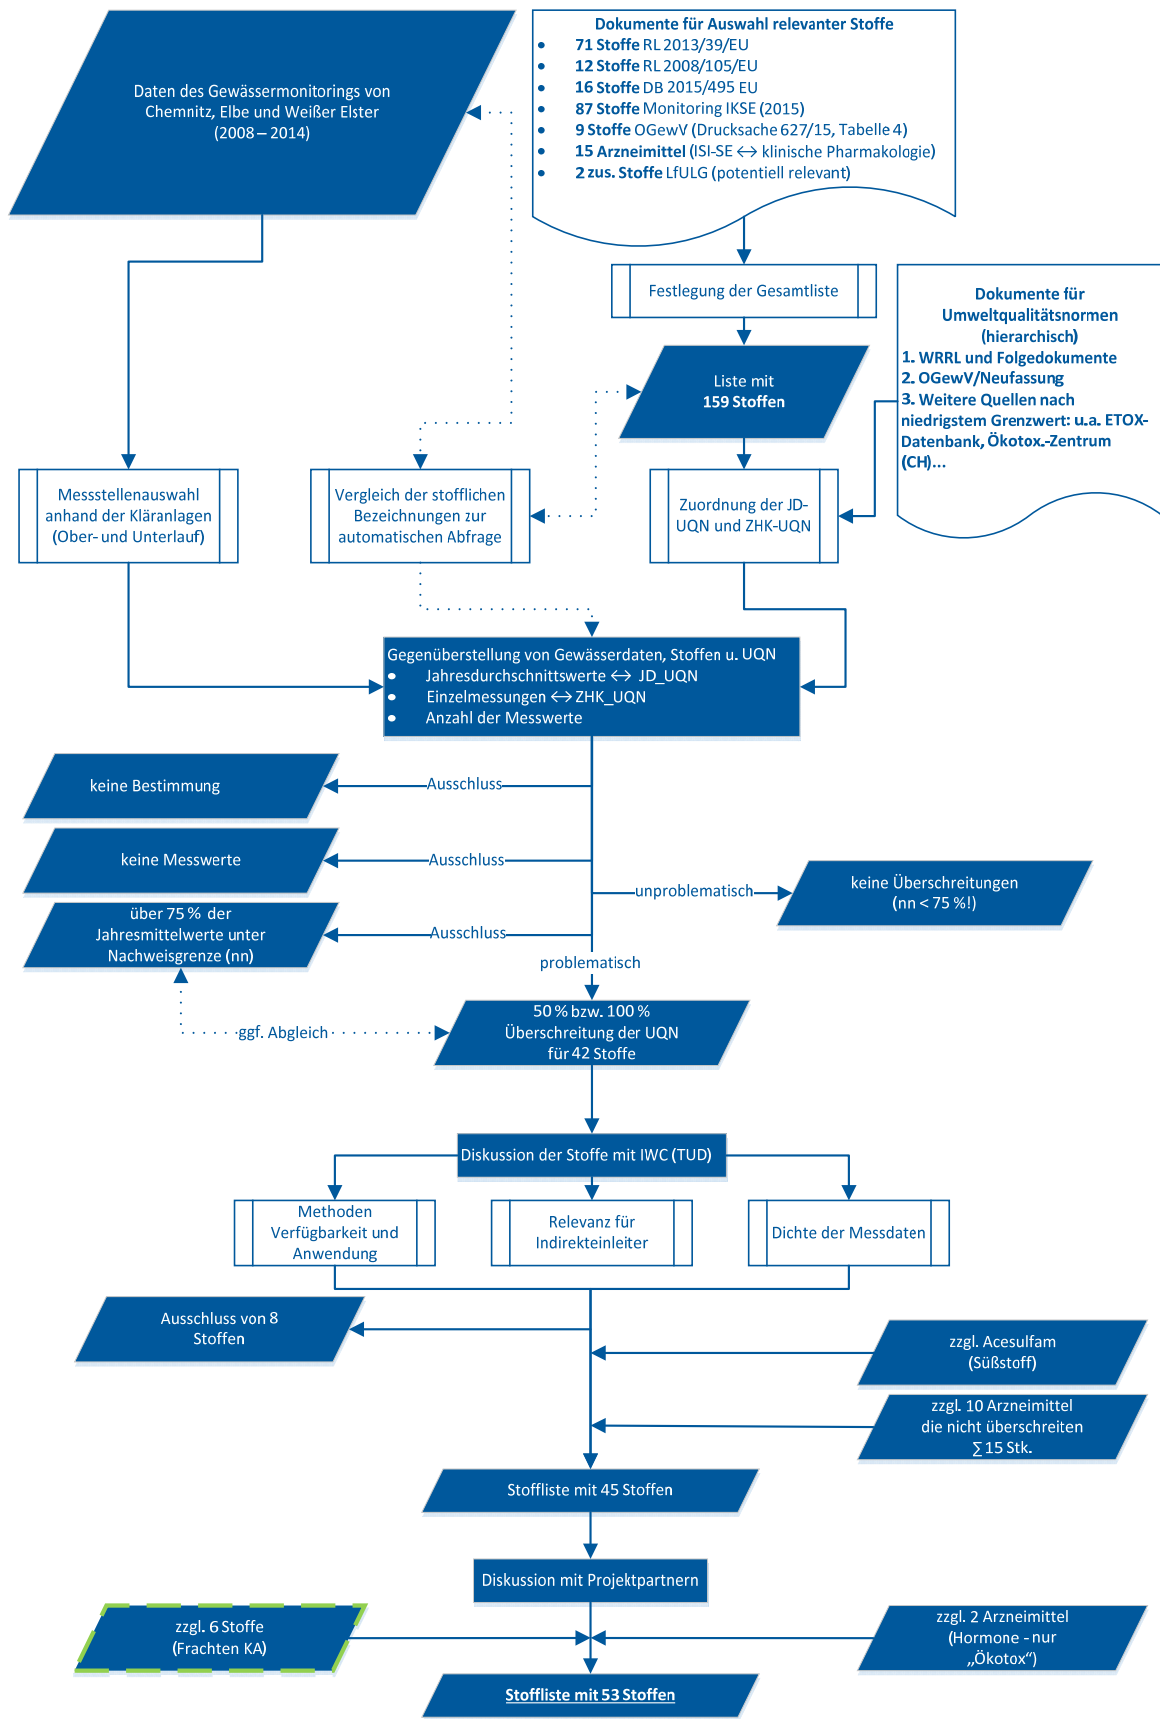 Daten des Gewässermonitorings von
Chemnitz, Elbe und Weißer Elster
(2008 – 2014)
Dokumente für Auswahl relevanter Stoffe
• 71 Stoffe RL 2013/39/EU
• 12 Stoffe RL 2008/105/EU
• 16 Stoffe DB 2015/495 EU
• 87 Stoffe Monitoring IKSE (2015)
• 9 Stoffe OGewV (Drucksache 627/15, Tabelle 4)
• 15 Arzneimittel (ISI-SE ↔ klinische Pharmakologie)
• 2 zus. Stoffe LfULG (potentiell relevant)
Festlegung der Gesamtliste
Dokumente für
Umweltqualitätsnormen
(hierarchisch)
1. WRRL und Folgedokumente
2. OGewV/Neufassung
3. Weitere Quellen nach
niedrigstem Grenzwert: u.a. ETOX-
Datenbank, Ökotox.-Zentrum
(CH)...
Liste mit
159 Stoffen
Messstellenauswahl
anhand der Kläranlagen
(Ober- und Unterlauf)
Vergleich der stofflichen
Bezeichnungen zur
automatischen Abfrage
Zuordnung der JD-
UQN und ZHK-UQN
Gegenüberstellung von Gewässerdaten, Stoffen u. UQN
• Jahresdurchschnittswerte ↔ JD_UQN
• Einzelmessungen ↔ ZHK_UQN
• Anzahl der Messwerte
keine Bestimmung
Ausschluss
keine Messwerte
Ausschluss
unproblematisch
keine Überschreitungen
(nn < 75 %!)
über 75 % der
Jahresmittelwerte unter
Nachweisgrenze (nn)
Ausschluss
problematisch
50 % bzw. 100 %
Überschreitung der UQN
für 42 Stoffe
ggf. Abgleich
Diskussion der Stoffe mit IWC (TUD)
Methoden
Verfügbarkeit und
Anwendung
Relevanz für
Indirekteinleiter
Dichte der Messdaten
Ausschluss von 8
Stoffen
zzgl. Acesulfam
(Süßstoff)
zzgl. 10 Arzneimittel
die nicht überschreiten
∑ 15 Stk.
Stoffliste mit 45 Stoffen
Diskussion mit Projektpartnern
zzgl. 6 Stoffe
(Frachten KA)
zzgl. 2 Arzneimittel
(Hormone - nur
„Ökotox“)
Stoffliste mit 53 Stoffen